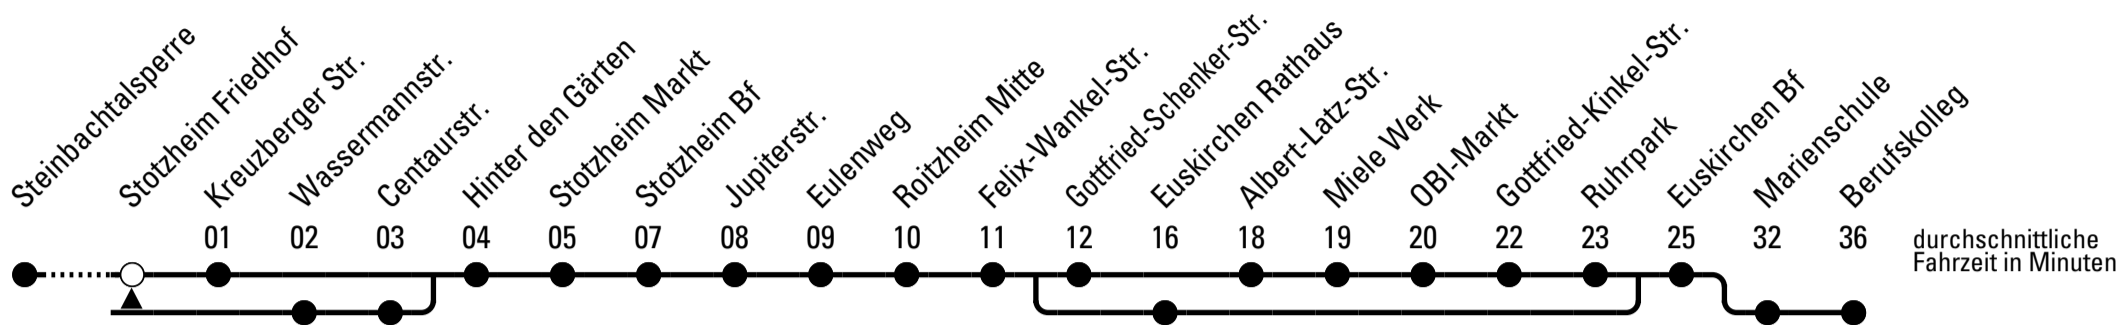 Steinbachtalsperre
Stotzheim Friedhof
Kreuzberger Str.
Wassermannstr.
Centaurstr.
Hinter den Gärten
Stotzheim Markt
Stotzheim Bf
Jupiterstr.
Eulenweg
Roitzheim Mitte
Felix-Wankel-Str.
Gottfried-Schenker-Str.
Euskirchen Rathaus
Albert-Latz-Str.
Miele Werk
OBI-Markt
Gottfried-Kinkel-Str.
Ruhrpark
Euskirchen Bf
Marienschule
Berufskolleg
01 02 03 04 05 07 08 09 10 11 12 16 18 19 20 22 23 25 32 36
durchschnittliche
Fahrzeit in Minuten